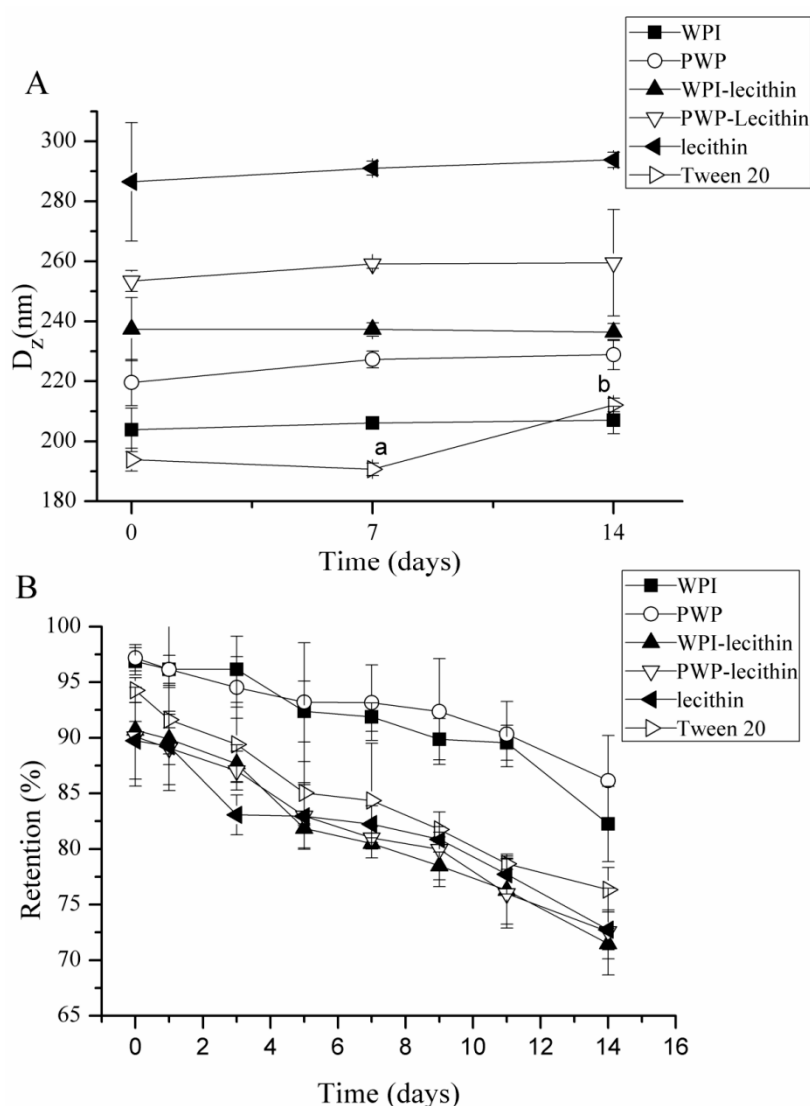 WPI
PWP
WPI-lecithin
PWP-Lecithin
lecithin
Tween 20
A
300
280
260
240
220
200
180
D_z(nm)
a
b
0 7 14
Time (days)
B
WPI
PWP
WPI-lecithin
PWP-lecithin
lecithin
Tween 20
100
95
90
85
80
75
70
65
Retention (%)
0 2 4 6 8 10 12 14 16
Time (days)